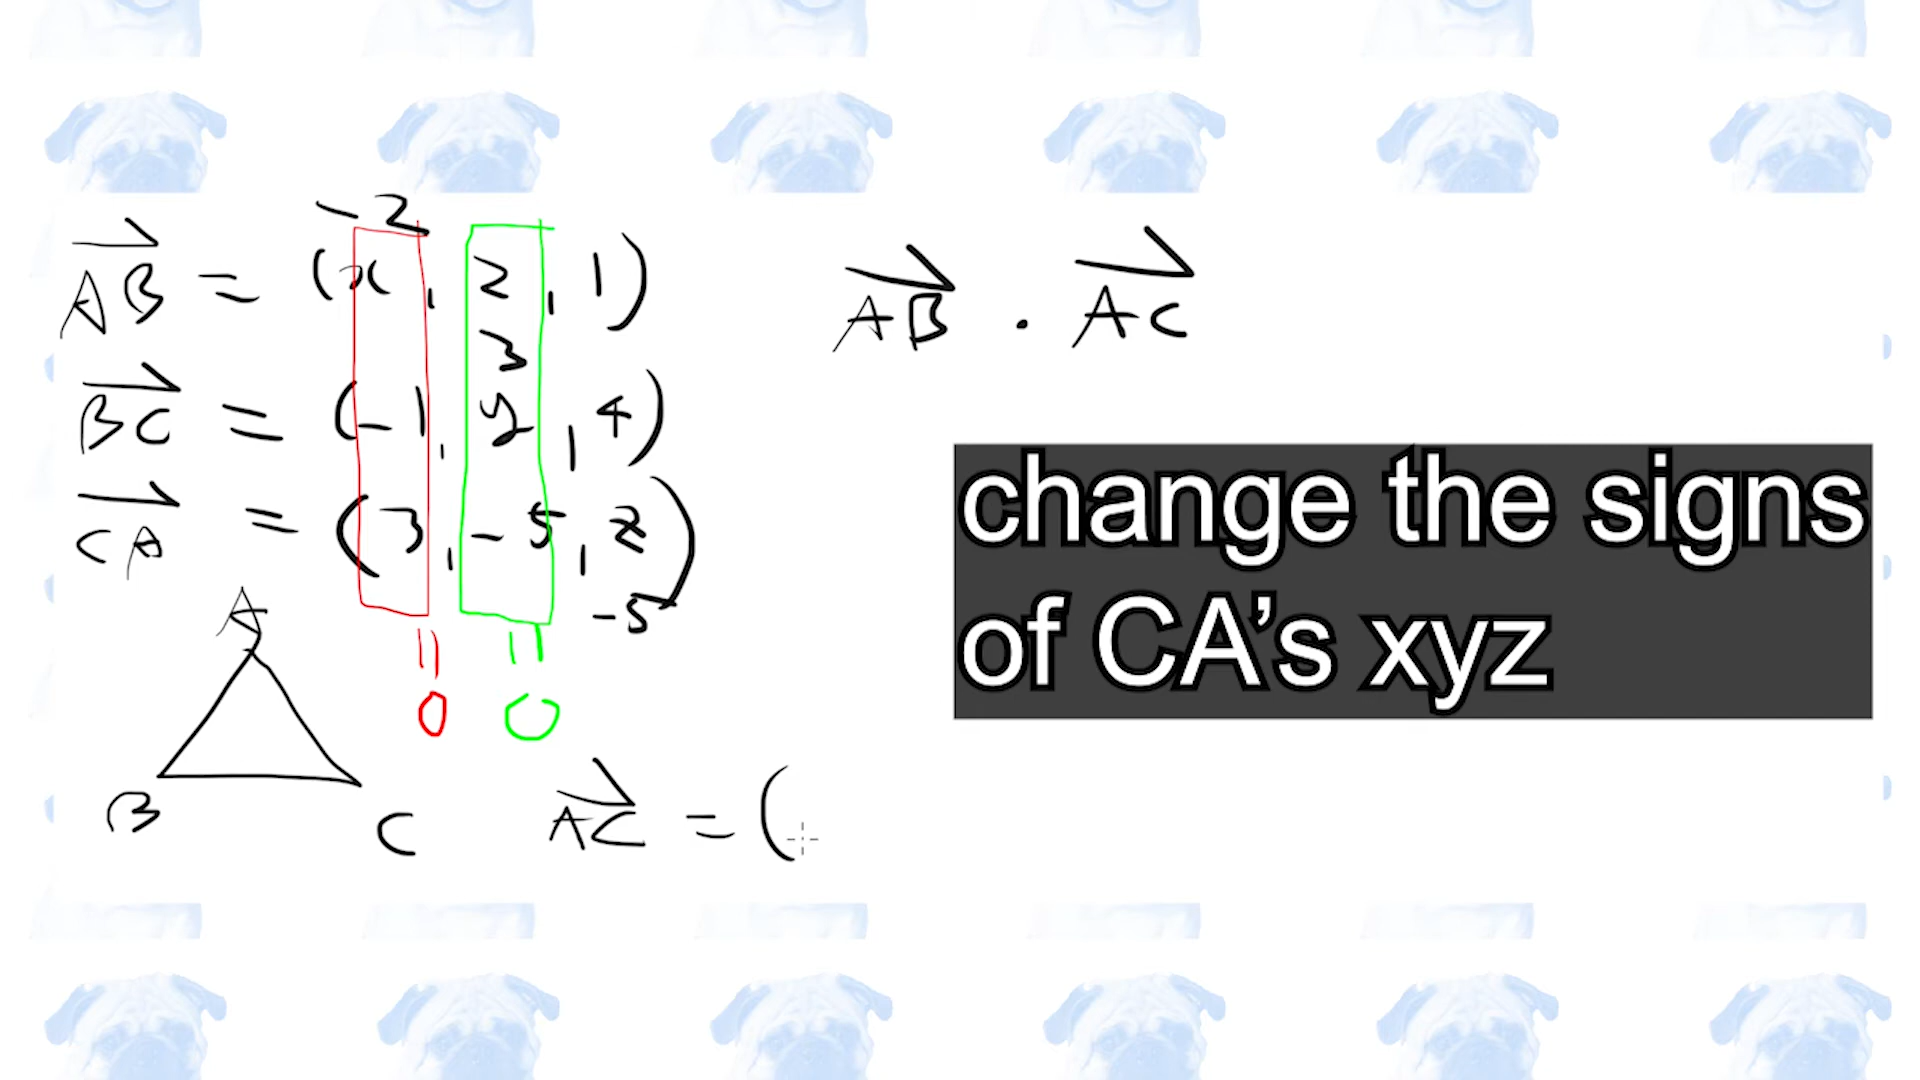 -2
AB = (x, 2, 1)
3
BC = (-1, y, 4)
CA = (3, -5, z)
-5
A
B
C
= 0
= 0
AC = (
AB . AC
change the signs
of CA's xyz